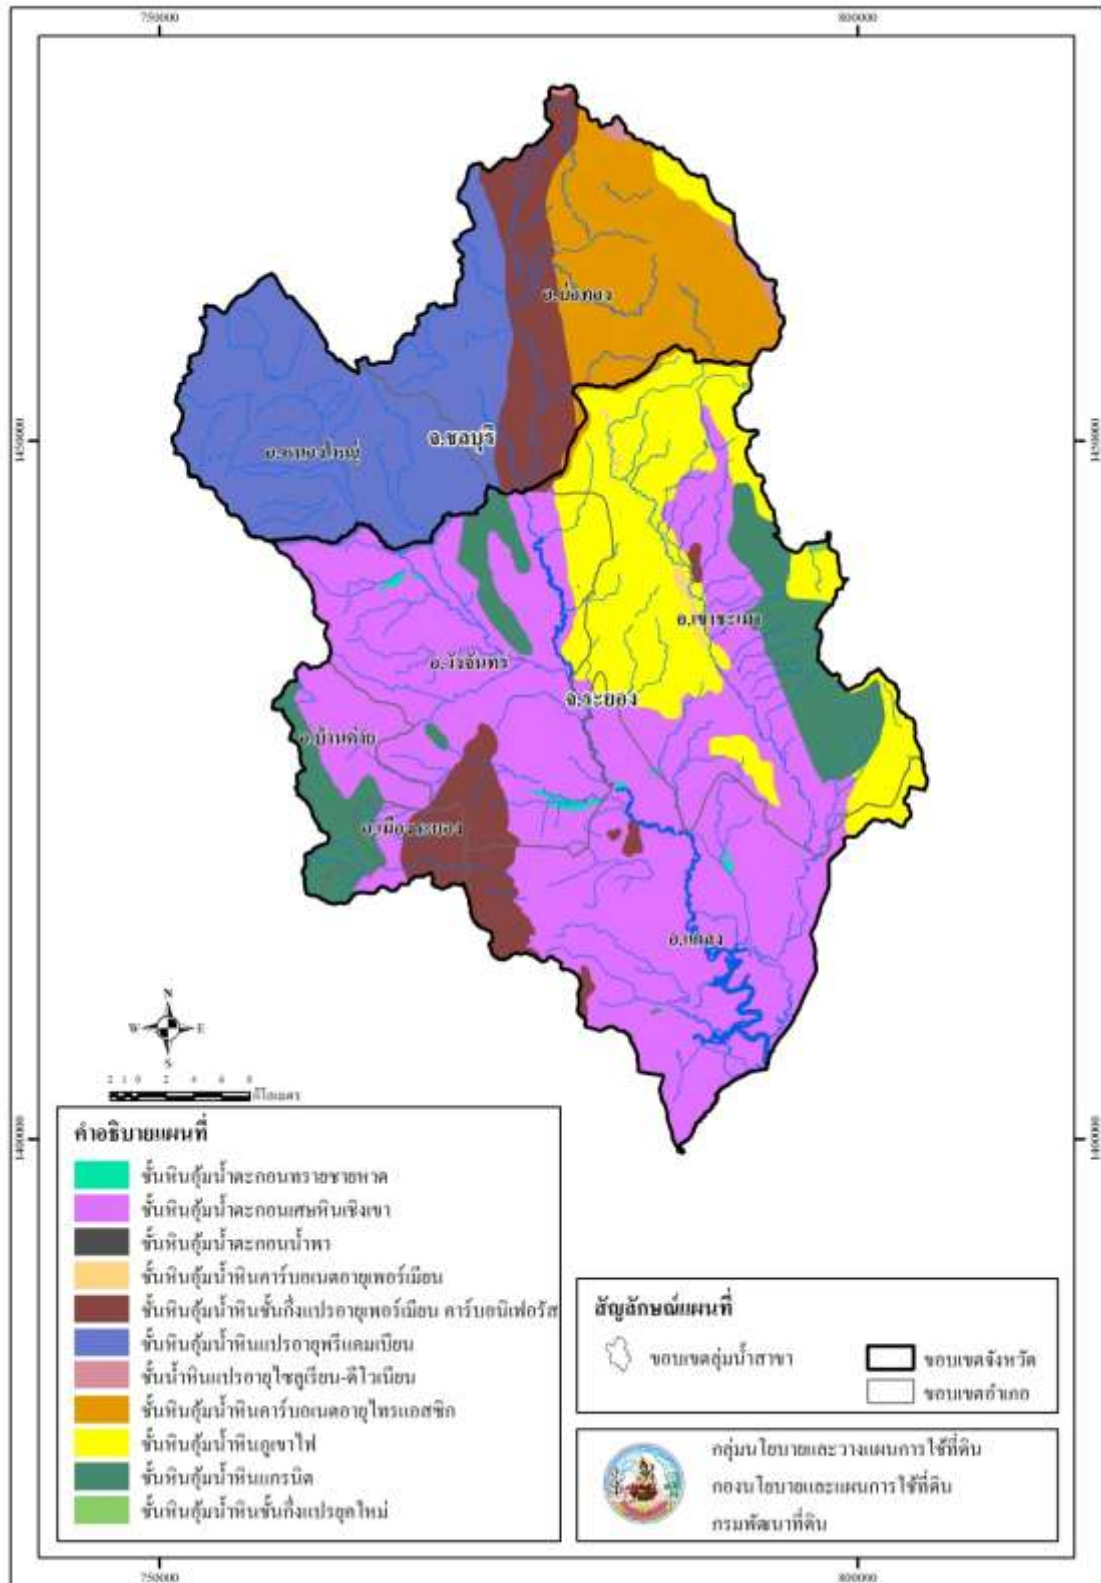 750000
800000
อ.บ่อทอง
1450000
จ.ชลบุรี
1450000
อ.เขาชะเมา
อ.วังจันทร์
จ.ระยอง
อ.บ้านค่าย
อ.เมืองระยอง
อ.แกลง
N
W
E
S
2 1 0 2 4 6 8
กิโลเมตร
1400000
1400000
คำอธิบายแผนที่
ชั้นหินอุ้มน้ำตะกอนทรายชายหาด
ชั้นหินอุ้มน้ำตะกอนเศษหินเชิงเขา
ชั้นหินอุ้มน้ำตะกอนน้ำพา
ชั้นหินอุ้มน้ำหินคาร์บอเนตอายุเพอร์เมียน
ชั้นหินอุ้มน้ำหินชั้นกึ่งแปรอายุเพอร์เมียน คาร์บอนิเฟอรัส
ชั้นหินอุ้มน้ำหินแปรอายุพรีแคมเบียน
ชั้นน้ำหินแปรอายุไซลูเรียน-ดีโวเนียน
ชั้นหินอุ้มน้ำหินคาร์บอเนตอายุไทรแอสซิก
ชั้นหินอุ้มน้ำหินภูเขาไฟ
ชั้นหินอุ้มน้ำหินแกรนิต
ชั้นหินอุ้มน้ำหินชั้นกึ่งแปรยุคใหม่
สัญลักษณ์แผนที่
ขอบเขตลุ่มน้ำสาขา
ขอบเขตจังหวัด
ขอบเขตอำเภอ
กลุ่มนโยบายและวางแผนการใช้ที่ดิน
กองนโยบายและแผนการใช้ที่ดิน
กรมพัฒนาที่ดิน
750000
800000